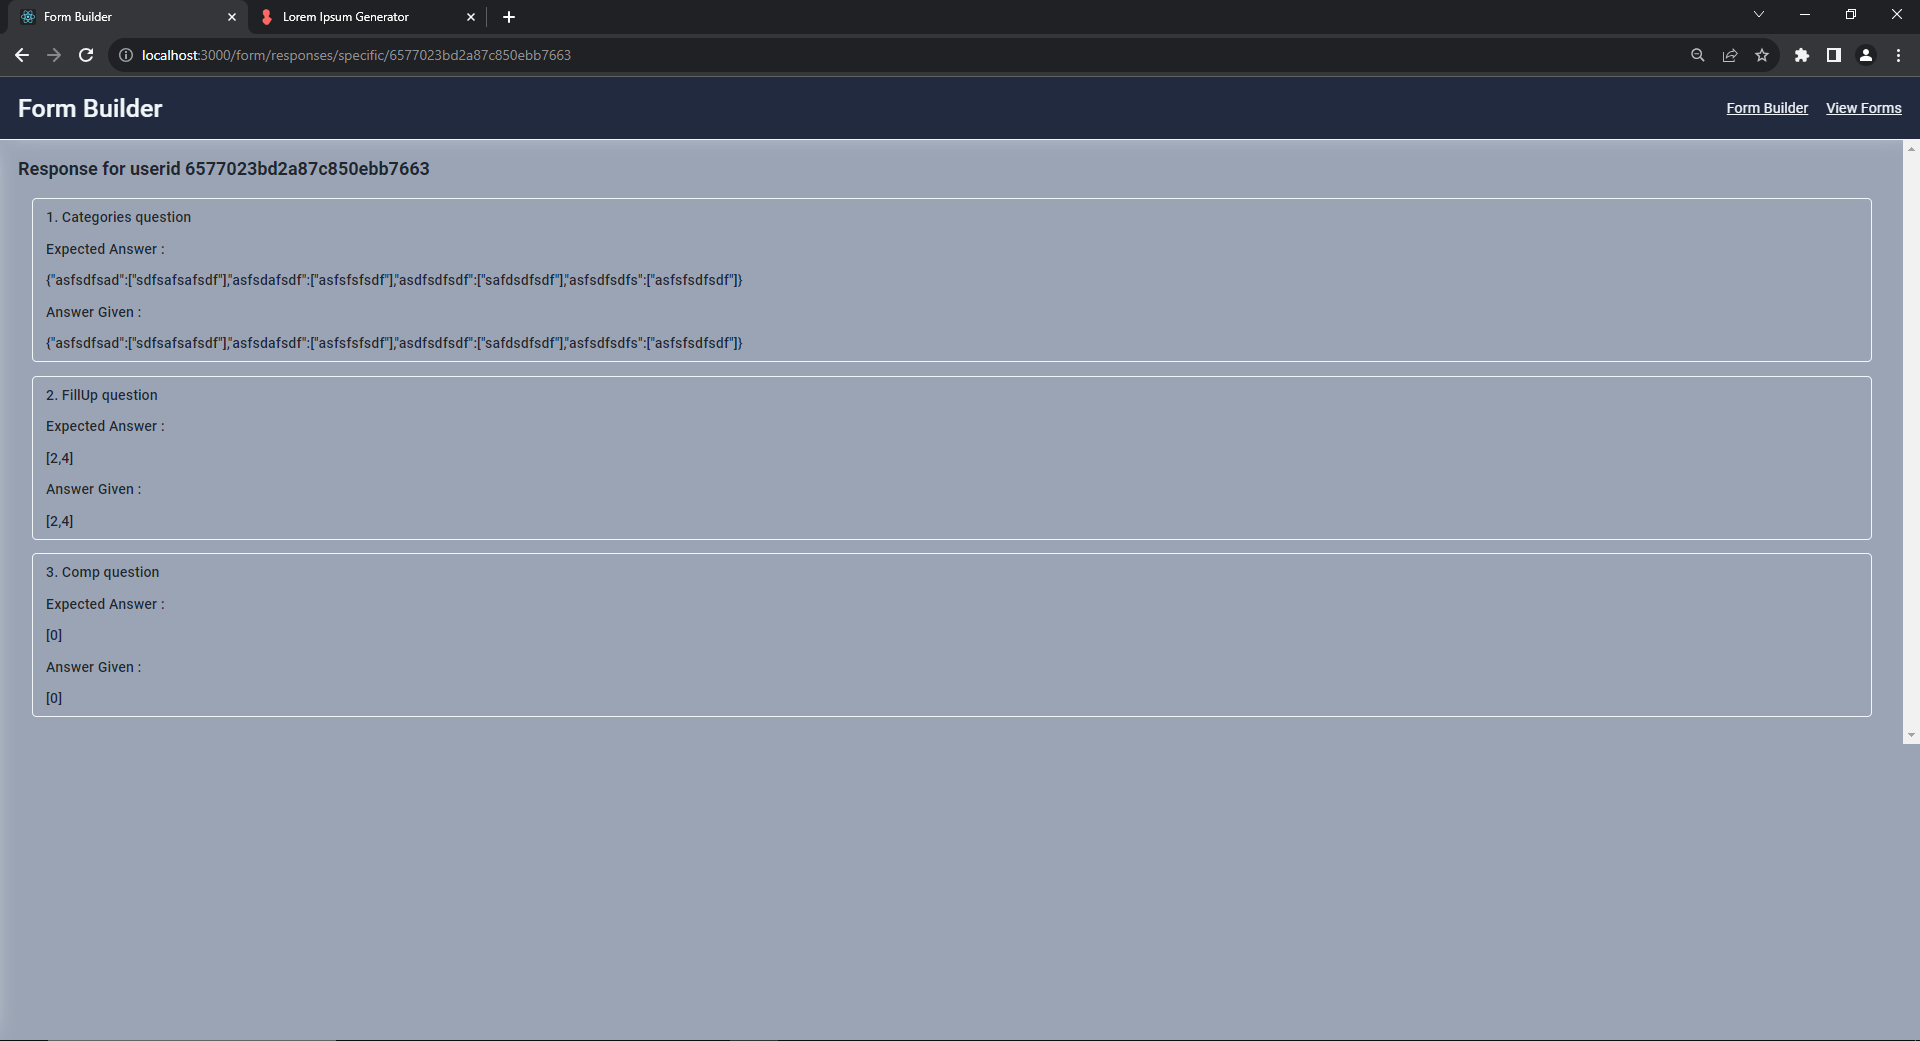 Form Builder
Lorem Ipsum Generator
localhost:3000/form/responses/specific/6577023bd2a87c850ebb7663
Form Builder
Form Builder
View Forms
Response for userid 6577023bd2a87c850ebb7663
1. Categories question
Expected Answer :
{"asfsdfsad":["sdfsafsafsdf"],"asfsdafsdf":["asfsfsfsdf"],"asdfsdfsdf":["safdsdfsdf"],"asfsdfsdfs":["asfsfsdfsdf"]}
Answer Given :
{"asfsdfsad":["sdfsafsafsdf"],"asfsdafsdf":["asfsfsfsdf"],"asdfsdfsdf":["safdsdfsdf"],"asfsdfsdfs":["asfsfsdfsdf"]}
2. FillUp question
Expected Answer :
[2,4]
Answer Given :
[2,4]
3. Comp question
Expected Answer :
[0]
Answer Given :
[0]